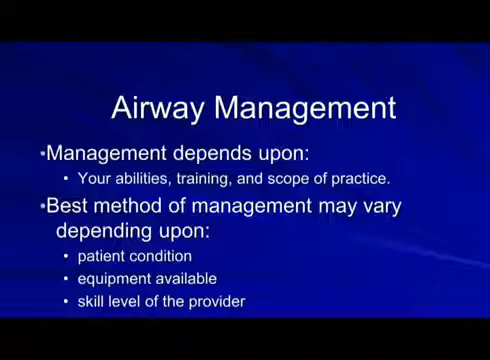 Airway Management
•Management depends upon:
• Your abilities, training, and scope of practice.
•Best method of management may vary
depending upon:
• patient condition
• equipment available
• skill level of the provider